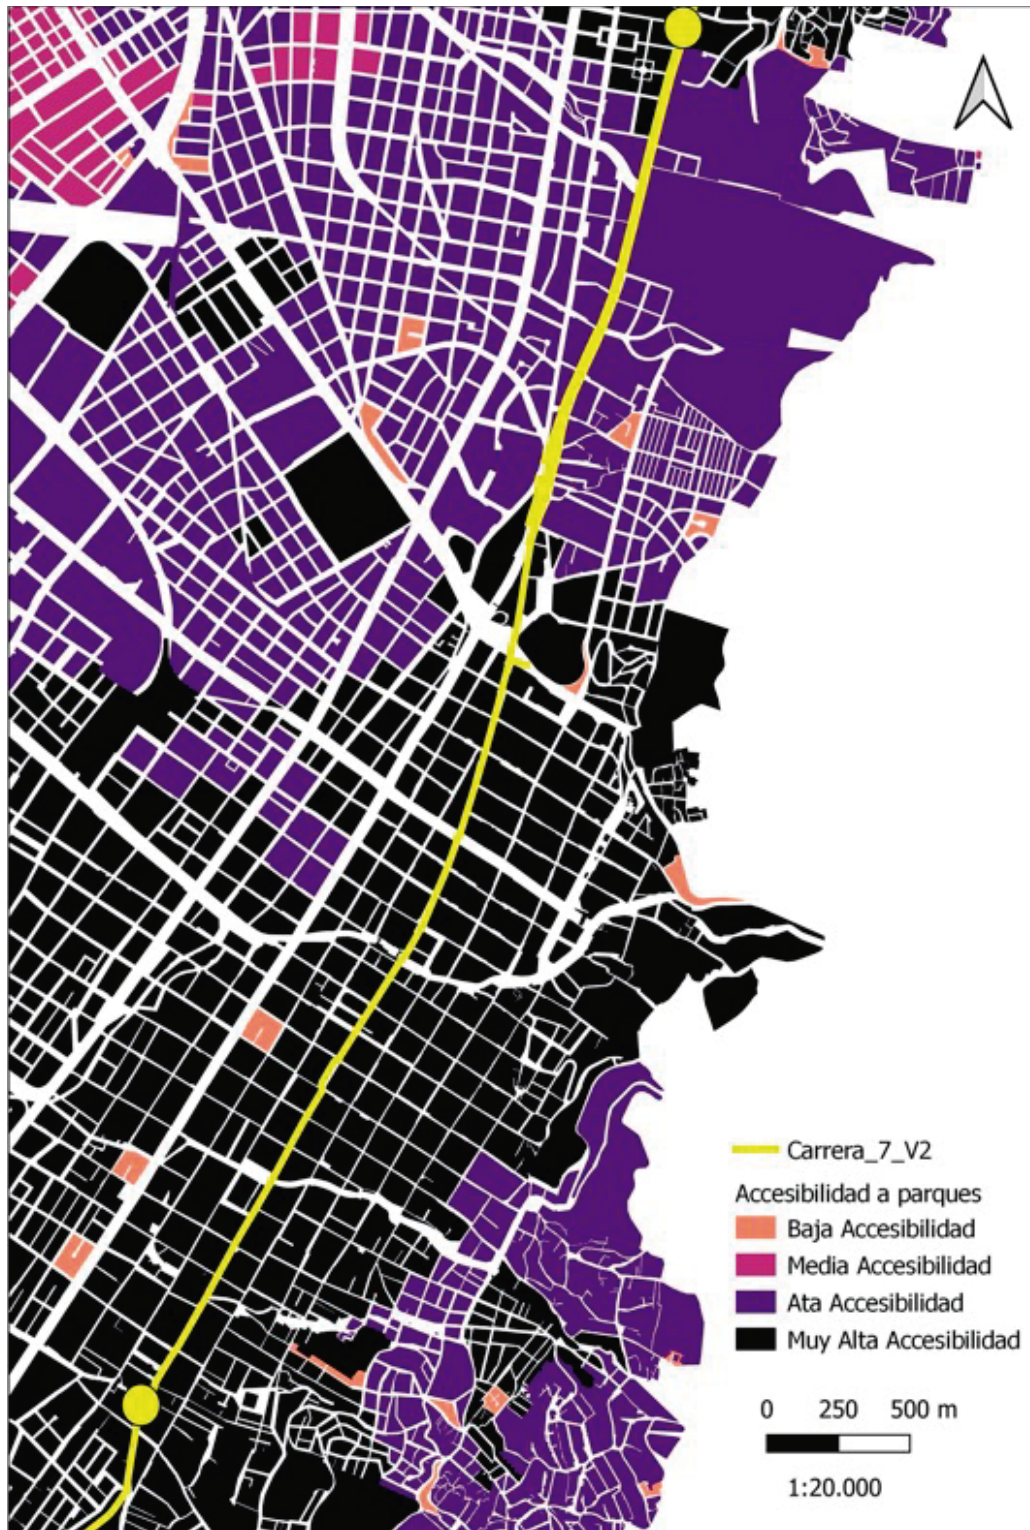 Carrera_7_V2
Accesibilidad a parques
Baja Accesibilidad
Media Accesibilidad
Ata Accesibilidad
Muy Alta Accesibilidad
0 250 500 m
1:20.000